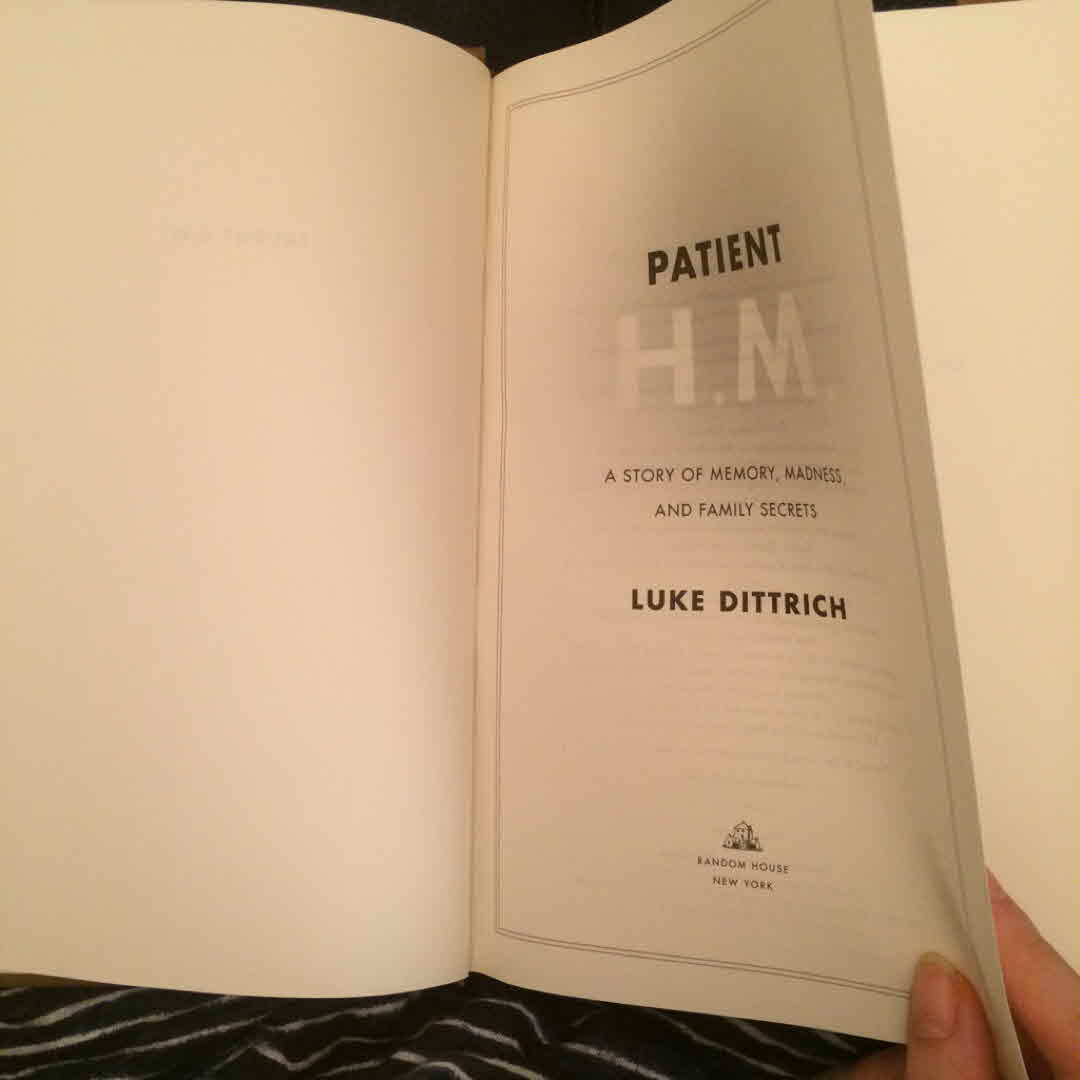 PATIENT
H.M.
A STORY OF MEMORY, MADNESS,
AND FAMILY SECRETS
LUKE DITTRICH
RANDOM HOUSE
NEW YORK